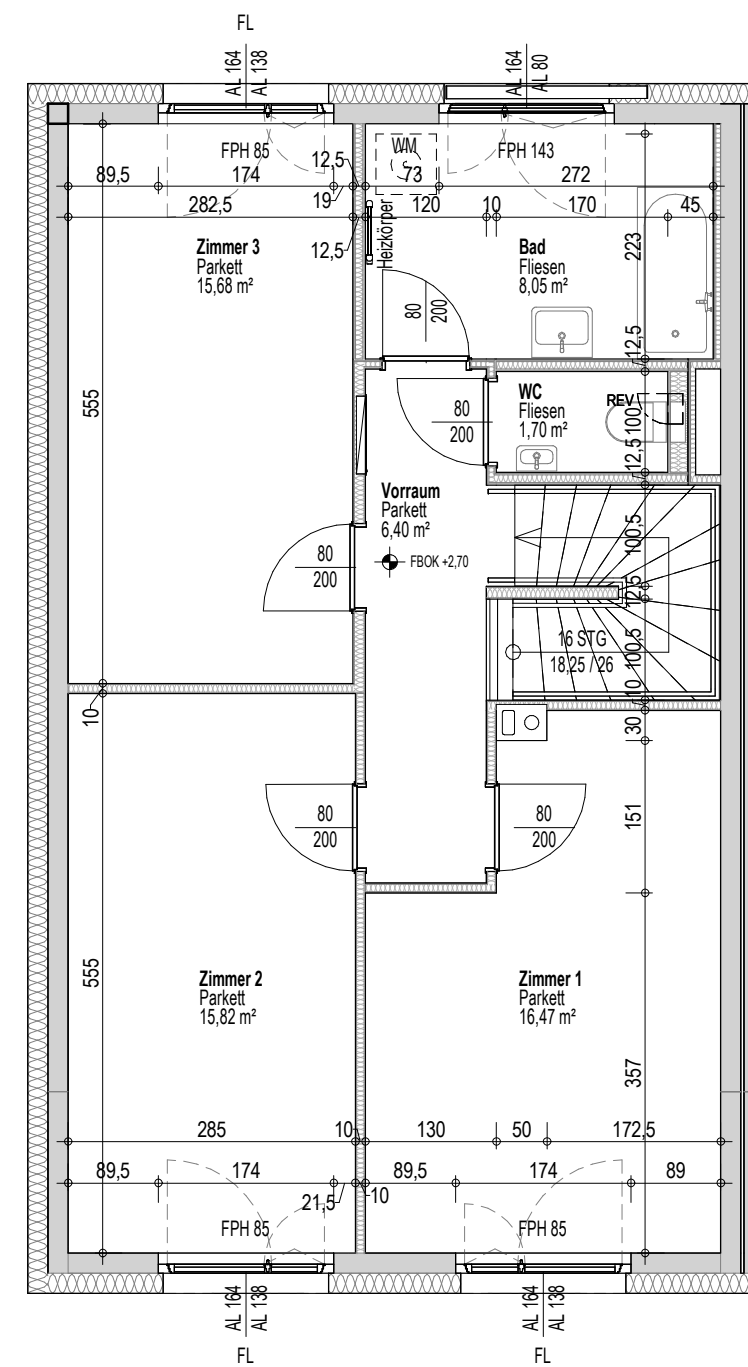 FL
AL 164
AL 138
AL 164
AL 80
FPH 85
WM
FPH 143
89,5
174
12,5
73
272
282,5
19
120
10
170
45
12,5
Heizkörper
Zimmer 3
Parkett
15,68 m²
Bad
Fliesen
8,05 m²
223
80
200
12,5
555
80
200
WC
Fliesen
1,70 m²
REV
100
12,5
Vorraum
Parkett
6,40 m²
FBOK +2,70
80
200
100,5
12,5
16 STG
18,25 / 26
100,5
10
10
30
80
200
80
200
151
555
Zimmer 2
Parkett
15,82 m²
Zimmer 1
Parkett
16,47 m²
357
285
10
130
50
172,5
89,5
174
21,5
10
89,5
174
89
FPH 85
FPH 85
AL 164
AL 138
AL 164
AL 138
FL
FL